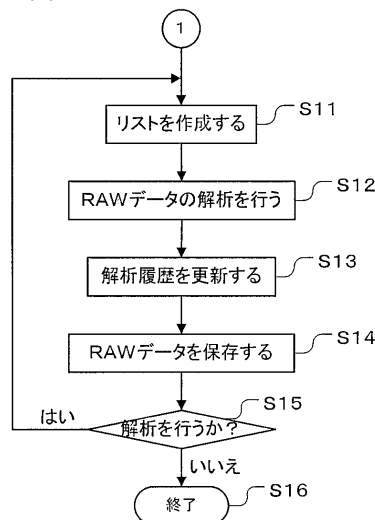 1
リストを作成する
S11
RAWデータの解析を行う
S12
解析履歴を更新する
S13
RAWデータを保存する
S14
はい
解析を行うか?
S15
いいえ
終了
S16